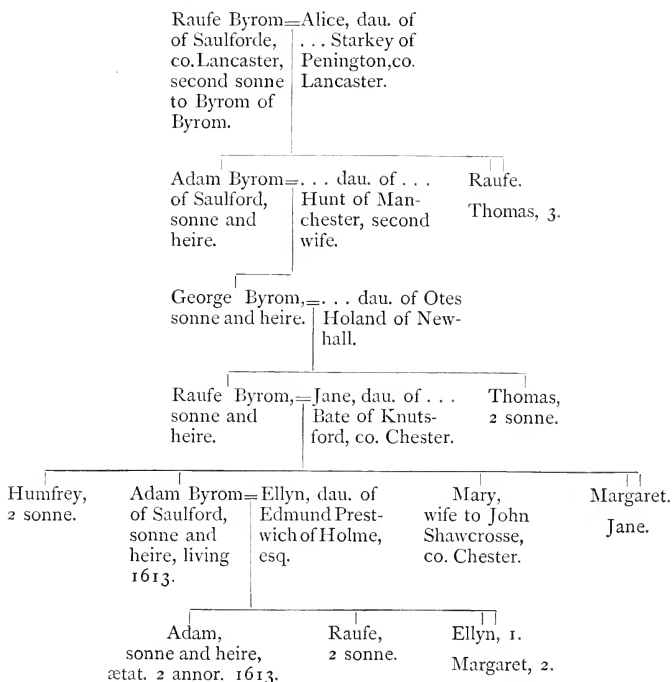 Raufe Byrom=Alice, dau. of
of Saulforde,
co. Lancaster,
second sonne
to Byrom of
Byrom.
. . . Starkey of
Penington, co.
Lancaster.
Adam Byrom=. . . dau. of . . .
of Saulford,
sonne and
heire.
Hunt of Man-
chester, second
wife.
Raufe.
Thomas, 3.
George Byrom,=. . . dau. of Otes
sonne and heire.
Holand of New-
hall.
Raufe Byrom,=Jane, dau. of . . .
sonne and
heire.
Bate of Knuts-
ford, co. Chester.
Thomas,
2 sonne.
Humfrey,
2 sonne.
Adam Byrom=Ellyn, dau. of
of Saulford,
sonne and
heire, living
1613.
Edmund Prest-
wich of Holme,
esq.
Mary,
wife to John
Shawcrosse,
co. Chester.
Margaret.
Jane.
Adam,
sonne and heire,
ætat. 2 annor. 1613.
Raufe,
2 sonne.
Ellyn, 1.
Margaret, 2.